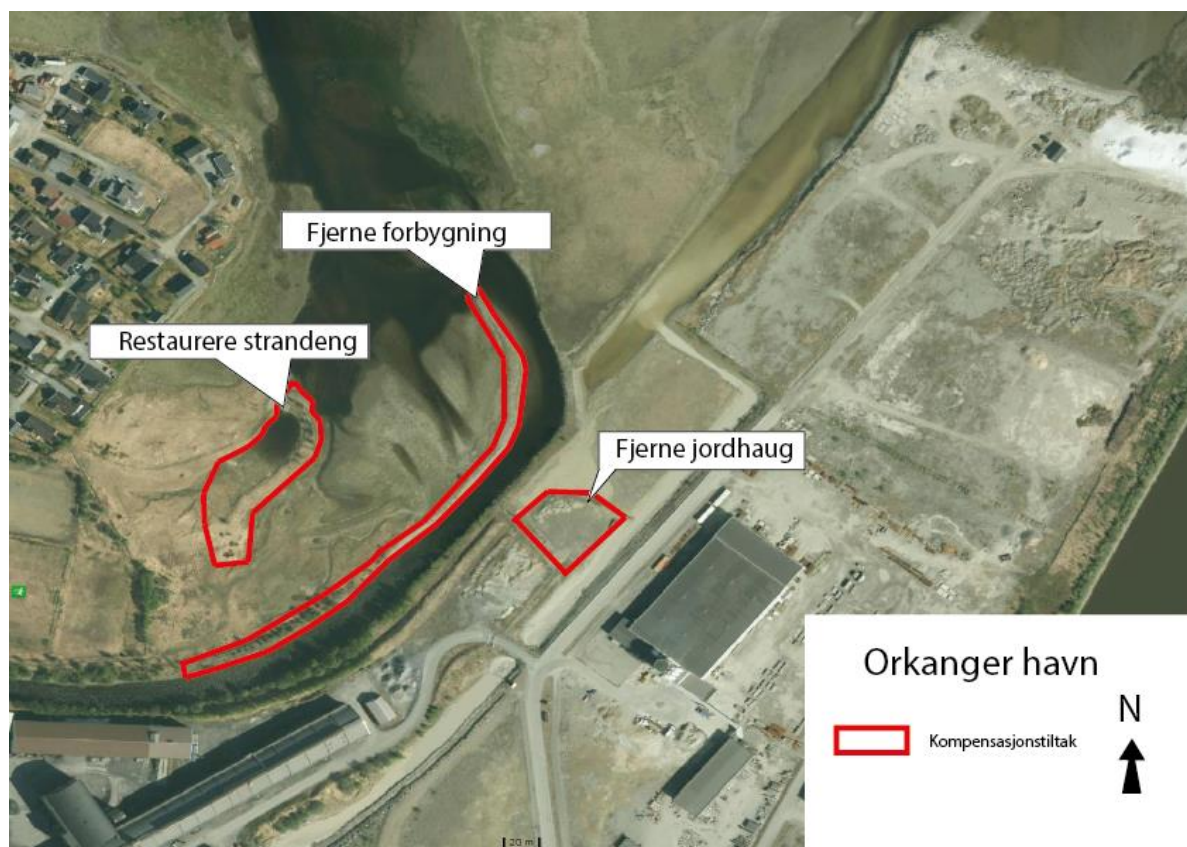 Fjerne forbygning
Restaurere strandeng
Fjerne jordhaug
Orkanger havn
N
Kompensasjonstiltak
20 m